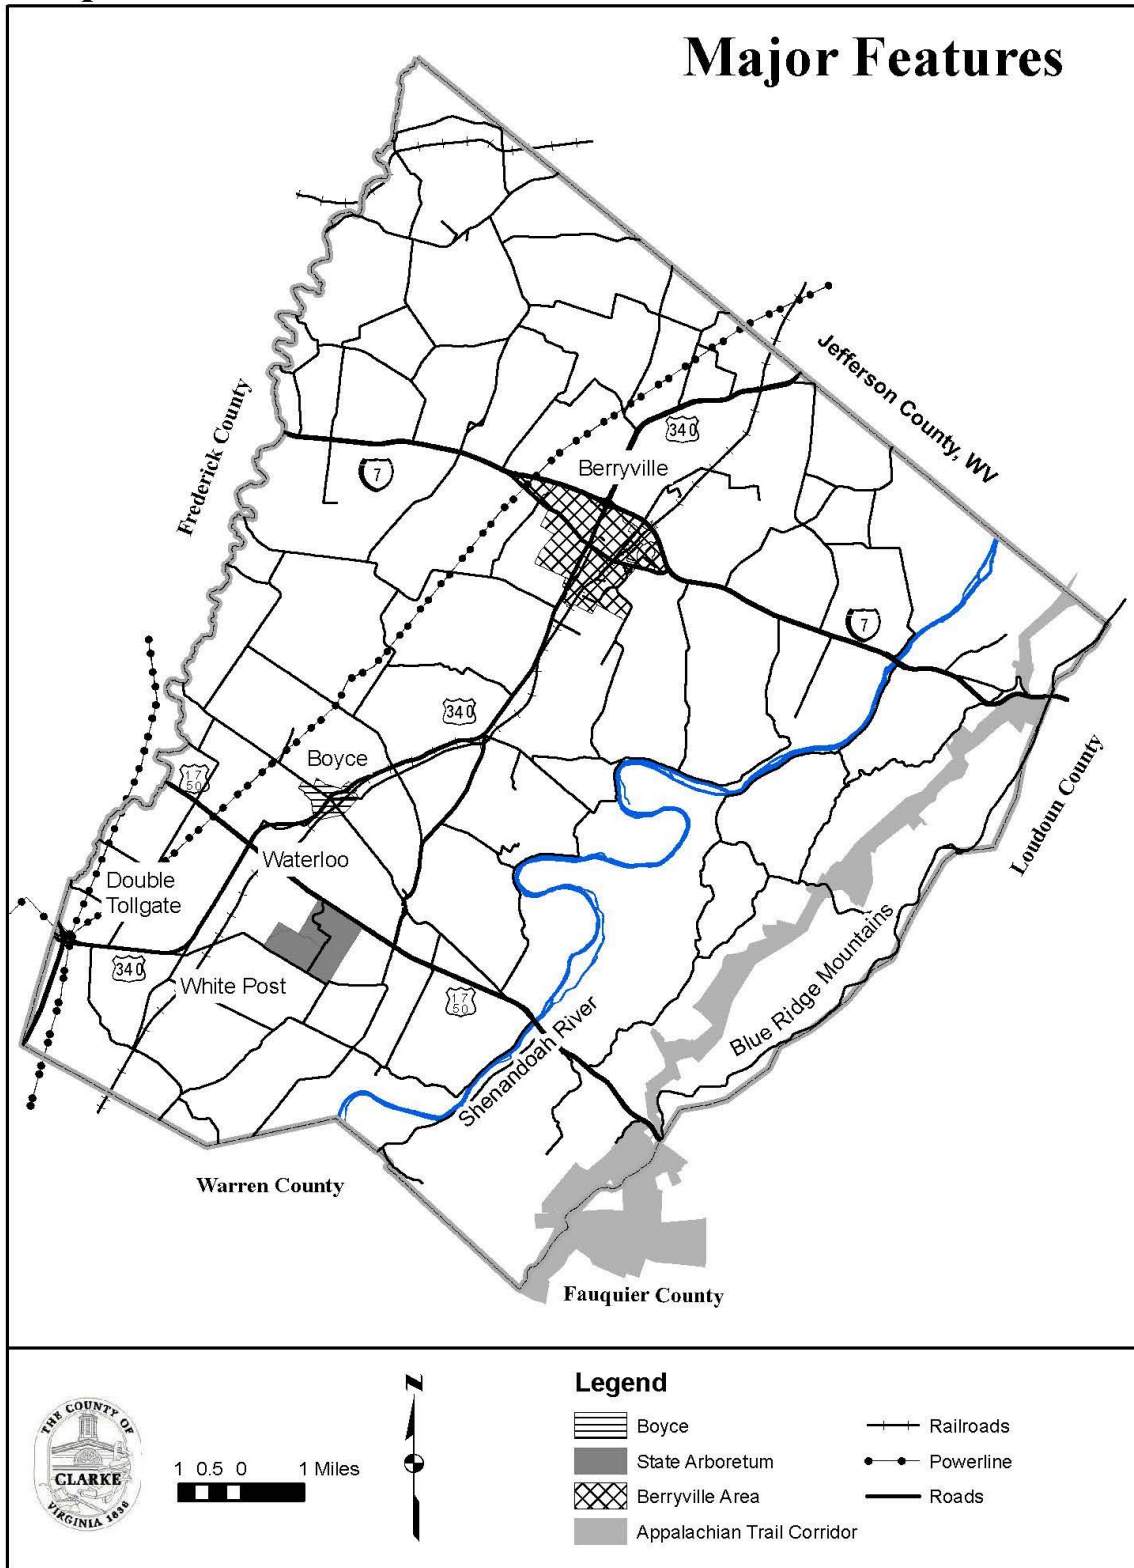 Major Features
Jefferson County, WV
Frederick County
340
7
Berryville
7
340
Boyce
17
50
Loudoun County
Waterloo
Double
Tollgate
Blue Ridge Mountains
340
White Post
17
50
Shenandoah River
Warren County
Fauquier County
THE COUNTY OF
CLARKE
VIRGINIA 1836
1 0.5 0 1 Miles
N
Legend
Boyce
State Arboretum
Berryville Area
Appalachian Trail Corridor
Railroads
Powerline
Roads